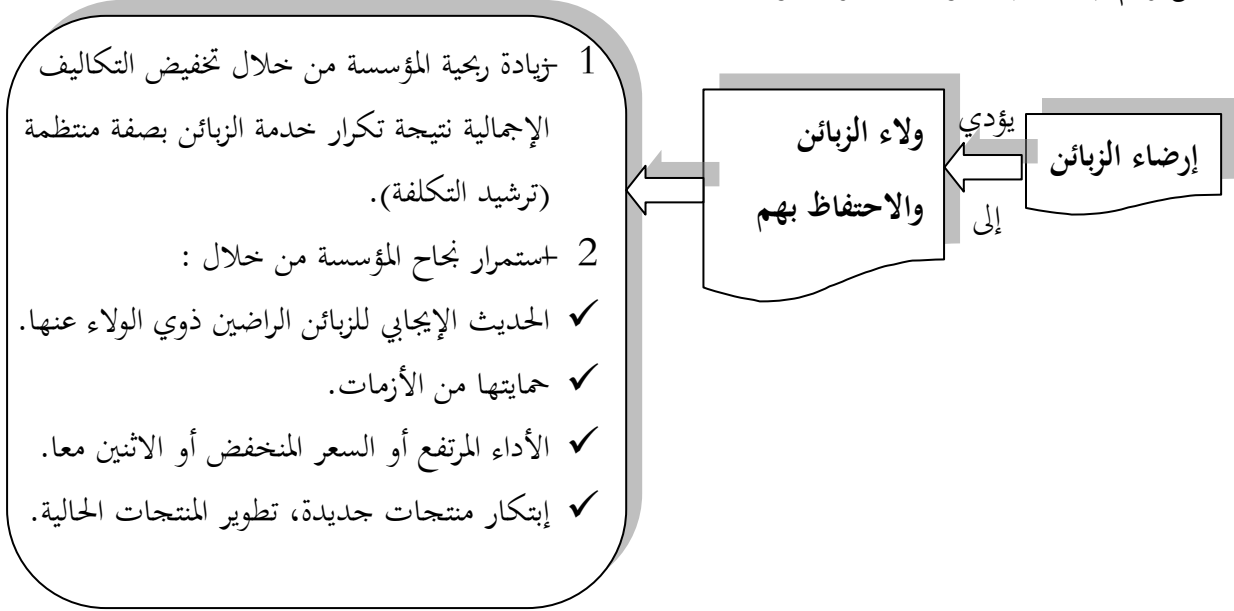 إرضاء الزبائن
يؤدي
إلى
ولاء الزبائن
والاحتفاظ بهم
1 -زيادة ربحية المؤسسة من خلال تخفيض التكاليف
الإجمالية نتيجة تكرار خدمة الزبائن بصفة منتظمة
(ترشيد التكلفة).
2 -استمرار نجاح المؤسسة من خلال :
✓ الحديث الإيجابي للزبائن الراضين ذوي الولاء عنها.
✓ حمايتها من الأزمات.
✓ الأداء المرتفع أو السعر المنخفض أو الاثنين معا.
✓ إبتكار منتجات جديدة، تطوير المنتجات الحالية.